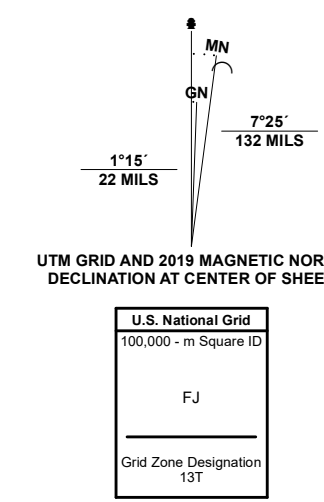 MN
GN
7°25´
132 MILS
1°15´
22 MILS
UTM GRID AND 2019 MAGNETIC NOR
DECLINATION AT CENTER OF SHEE
U.S. National Grid
100,000 - m Square ID
FJ
Grid Zone Designation
13T